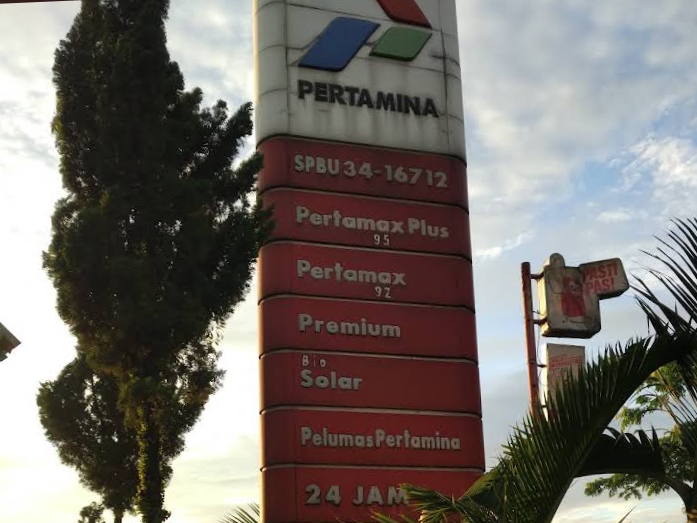 PERTAMINA
SPBU 34-16712
Pertamax Plus
95
Pertamax
92
Premium
Bio
Solar
Pelumas Pertamina
24 JAM
PASTI
PAS!